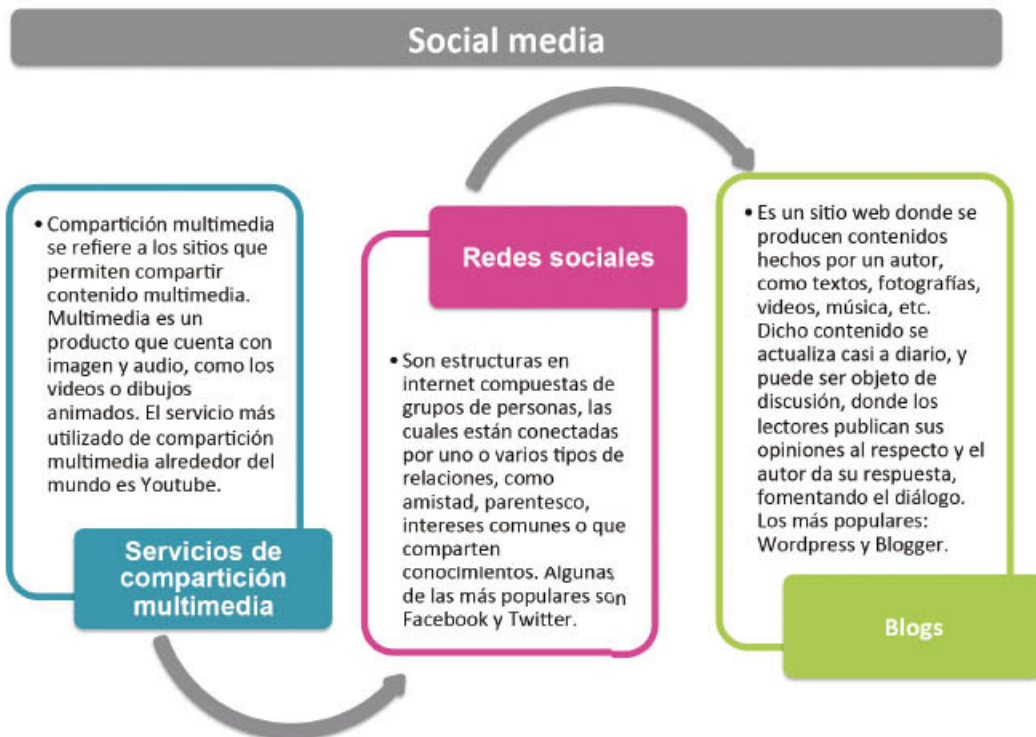 Social media
• Compartición multimedia
se refiere a los sitios que
permiten compartir
contenido multimedia.
Multimedia es un
producto que cuenta con
imagen y audio, como los
videos o dibujos
animados. El servicio más
utilizado de compartición
multimedia alrededor del
mundo es Youtube.
Servicios de
compartición
multimedia
Redes sociales
• Son estructuras en
internet compuestas de
grupos de personas, las
cuales están conectadas
por uno o varios tipos de
relaciones, como
amistad, parentesco,
intereses comunes o que
comparten
conocimientos. Algunas
de las más populares son
Facebook y Twitter.
• Es un sitio web donde se
producen contenidos
hechos por un autor,
como textos, fotografías,
videos, música, etc.
Dicho contenido se
actualiza casi a diario, y
puede ser objeto de
discusión, donde los
lectores publican sus
opiniones al respecto y el
autor da su respuesta,
fomentando el diálogo.
Los más populares:
Wordpress y Blogger.
Blogs